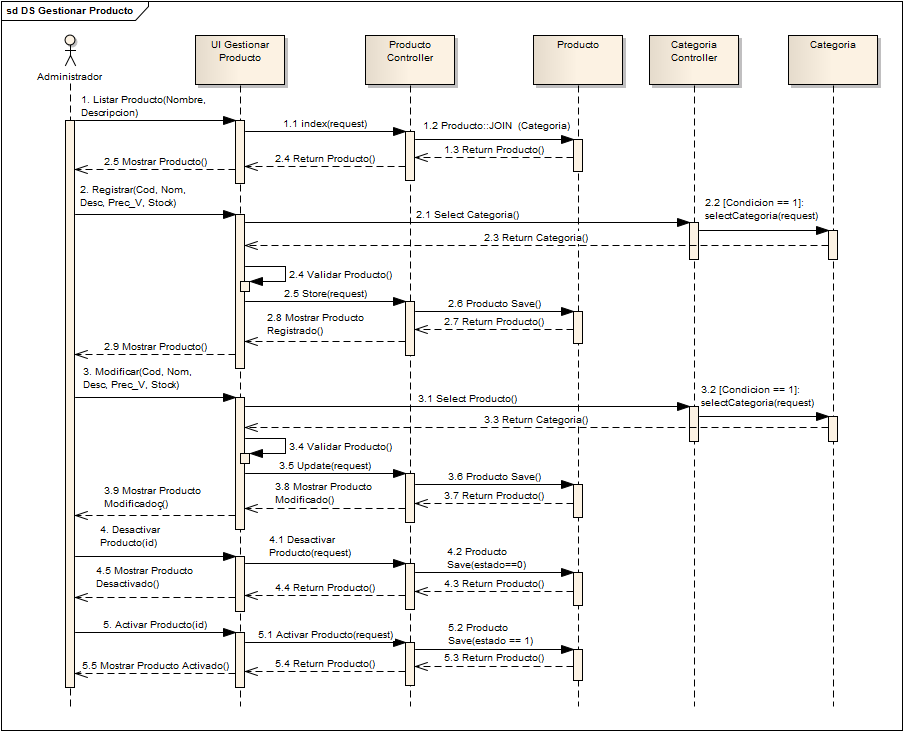 sd DS Gestionar Producto
Administrador
UI Gestionar
Producto
Producto
Controller
Producto
Categoria
Controller
Categoria
1. Listar Producto(Nombre,
Descripcion)
1.1 index(request)
1.2 Producto::JOIN (Categoria)
1.3 Return Producto()
2.4 Return Producto()
2.5 Mostrar Producto()
2. Registrar(Cod, Nom,
Desc, Prec_V, Stock)
2.1 Select Categoria()
2.2 [Condicion == 1]:
selectCategoria(request)
2.3 Return Categoria()
2.4 Validar Producto()
2.5 Store(request)
2.6 Producto Save()
2.7 Return Producto()
2.8 Mostrar Producto
Registrado()
2.9 Mostrar Producto()
3. Modificar(Cod, Nom,
Desc, Prec_V, Stock)
3.1 Select Producto()
3.2 [Condicion == 1]:
selectCategoria(request)
3.3 Return Categoria()
3.4 Validar Producto()
3.5 Update(request)
3.6 Producto Save()
3.7 Return Producto()
3.8 Mostrar Producto
Modificado()
3.9 Mostrar Producto
Modificadoç()
4. Desactivar
Producto(id)
4.1 Desactivar
Producto(request)
4.2 Producto
Save(estado==0)
4.3 Return Producto()
4.4 Return Producto()
4.5 Mostrar Producto
Desactivado()
5. Activar Producto(id)
5.1 Activar Producto(request)
5.2 Producto
Save(estado == 1)
5.3 Return Producto()
5.4 Return Producto()
5.5 Mostrar Producto Activado()